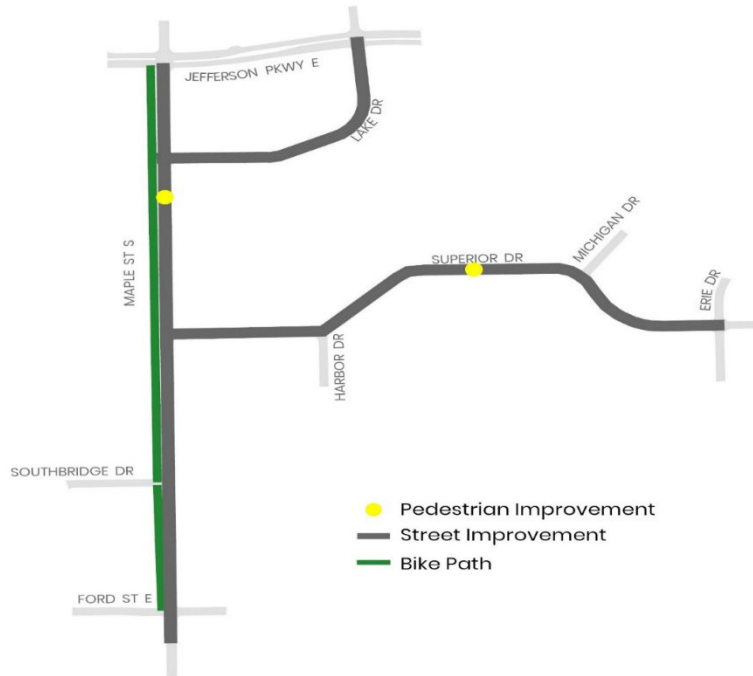 JEFFERSON PKWY E
LAKE DR
MAPLE ST S
SUPERIOR DR
MICHIGAN DR
ERIE DR
HARBOR DR
SOUTHBRIDGE DR
FORD ST E
Pedestrian Improvement
Street Improvement
Bike Path